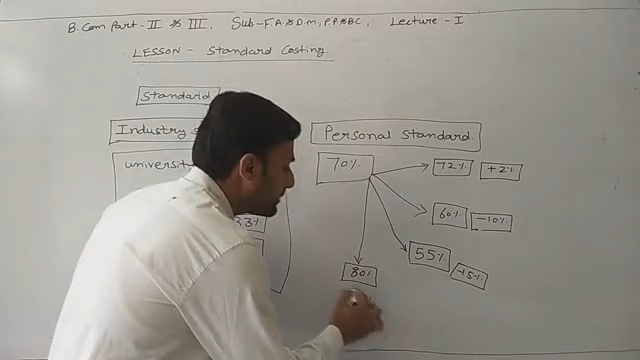 B. Com Part-II & III, Sub-F.A.&D.M, P.P.&BC, Lecture - I
LESSON - Standard Costing
Standard
Industry
Personal Standard
universit
70%
72% +2%
60% -10%
33%
55% -15%
80%